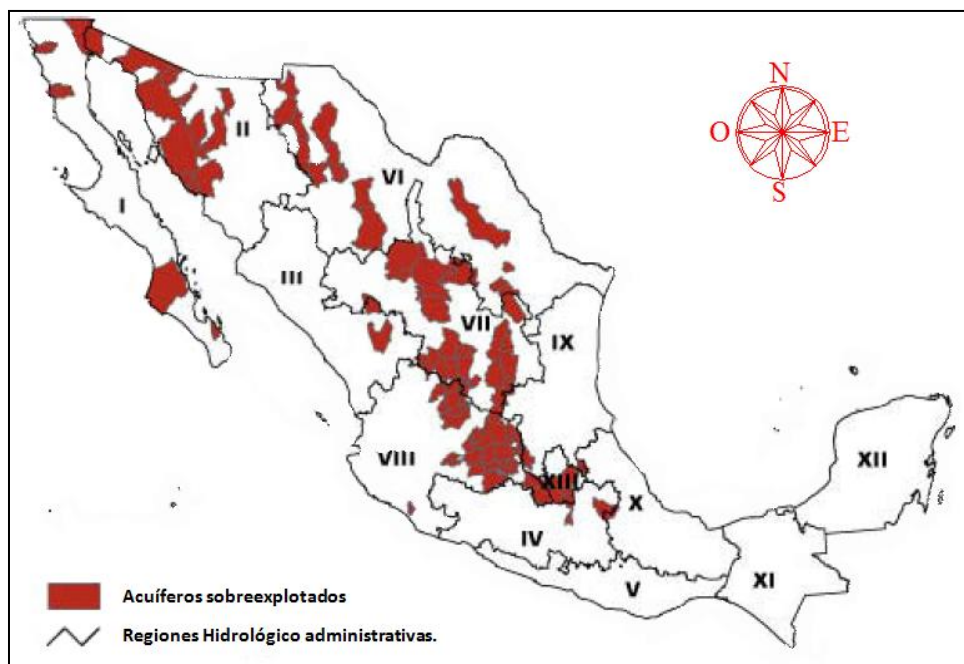 N
O E
S
II
VI
I
III
VII
IX
VIII
XII
XIII
X
IV
XI
V
Acuíferos sobreexplotados
Regiones Hidrológico administrativas.